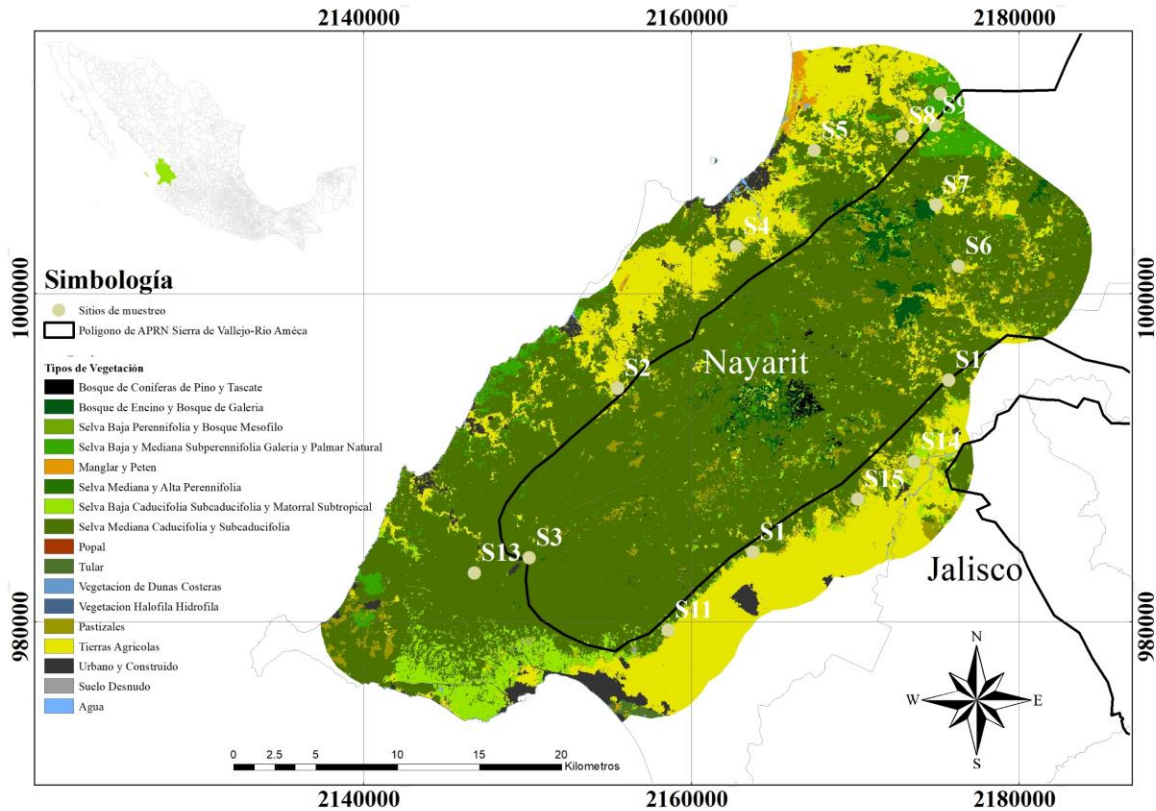 2140000
2160000
2180000
S9
S8
S5
S7
S4
S6
1000000
1000000
Simbología
Sitios de muestreo
Polígono de APRN Sierra de Vallejo-Rio Améca
Nayarit
S2
S1
Tipos de Vegetación
Bosque de Coniferas de Pino y Tascate
Bosque de Encino y Bosque de Galeria
Selva Baja Perennifolia y Bosque Mesofilo
Selva Baja y Mediana Subperennifolia Galeria y Palmar Natural
Manglar y Peten
Selva Mediana y Alta Perennifolia
Selva Baja Caducifolia Subcaducifolia y Matorral Subtropical
Selva Mediana Caducifolia y Subcaducifolia
Popal
Tular
Vegetacion de Dunas Costeras
Vegetacion Halofila Hidrofila
Pastizales
Tierras Agricolas
Urbano y Construido
Suelo Desnudo
Agua
S14
S15
S13
S3
S1
Jalisco
S11
980000
980000
N
W
E
S
0
2.5
5
10
15
20
Kilometros
2140000
2160000
2180000